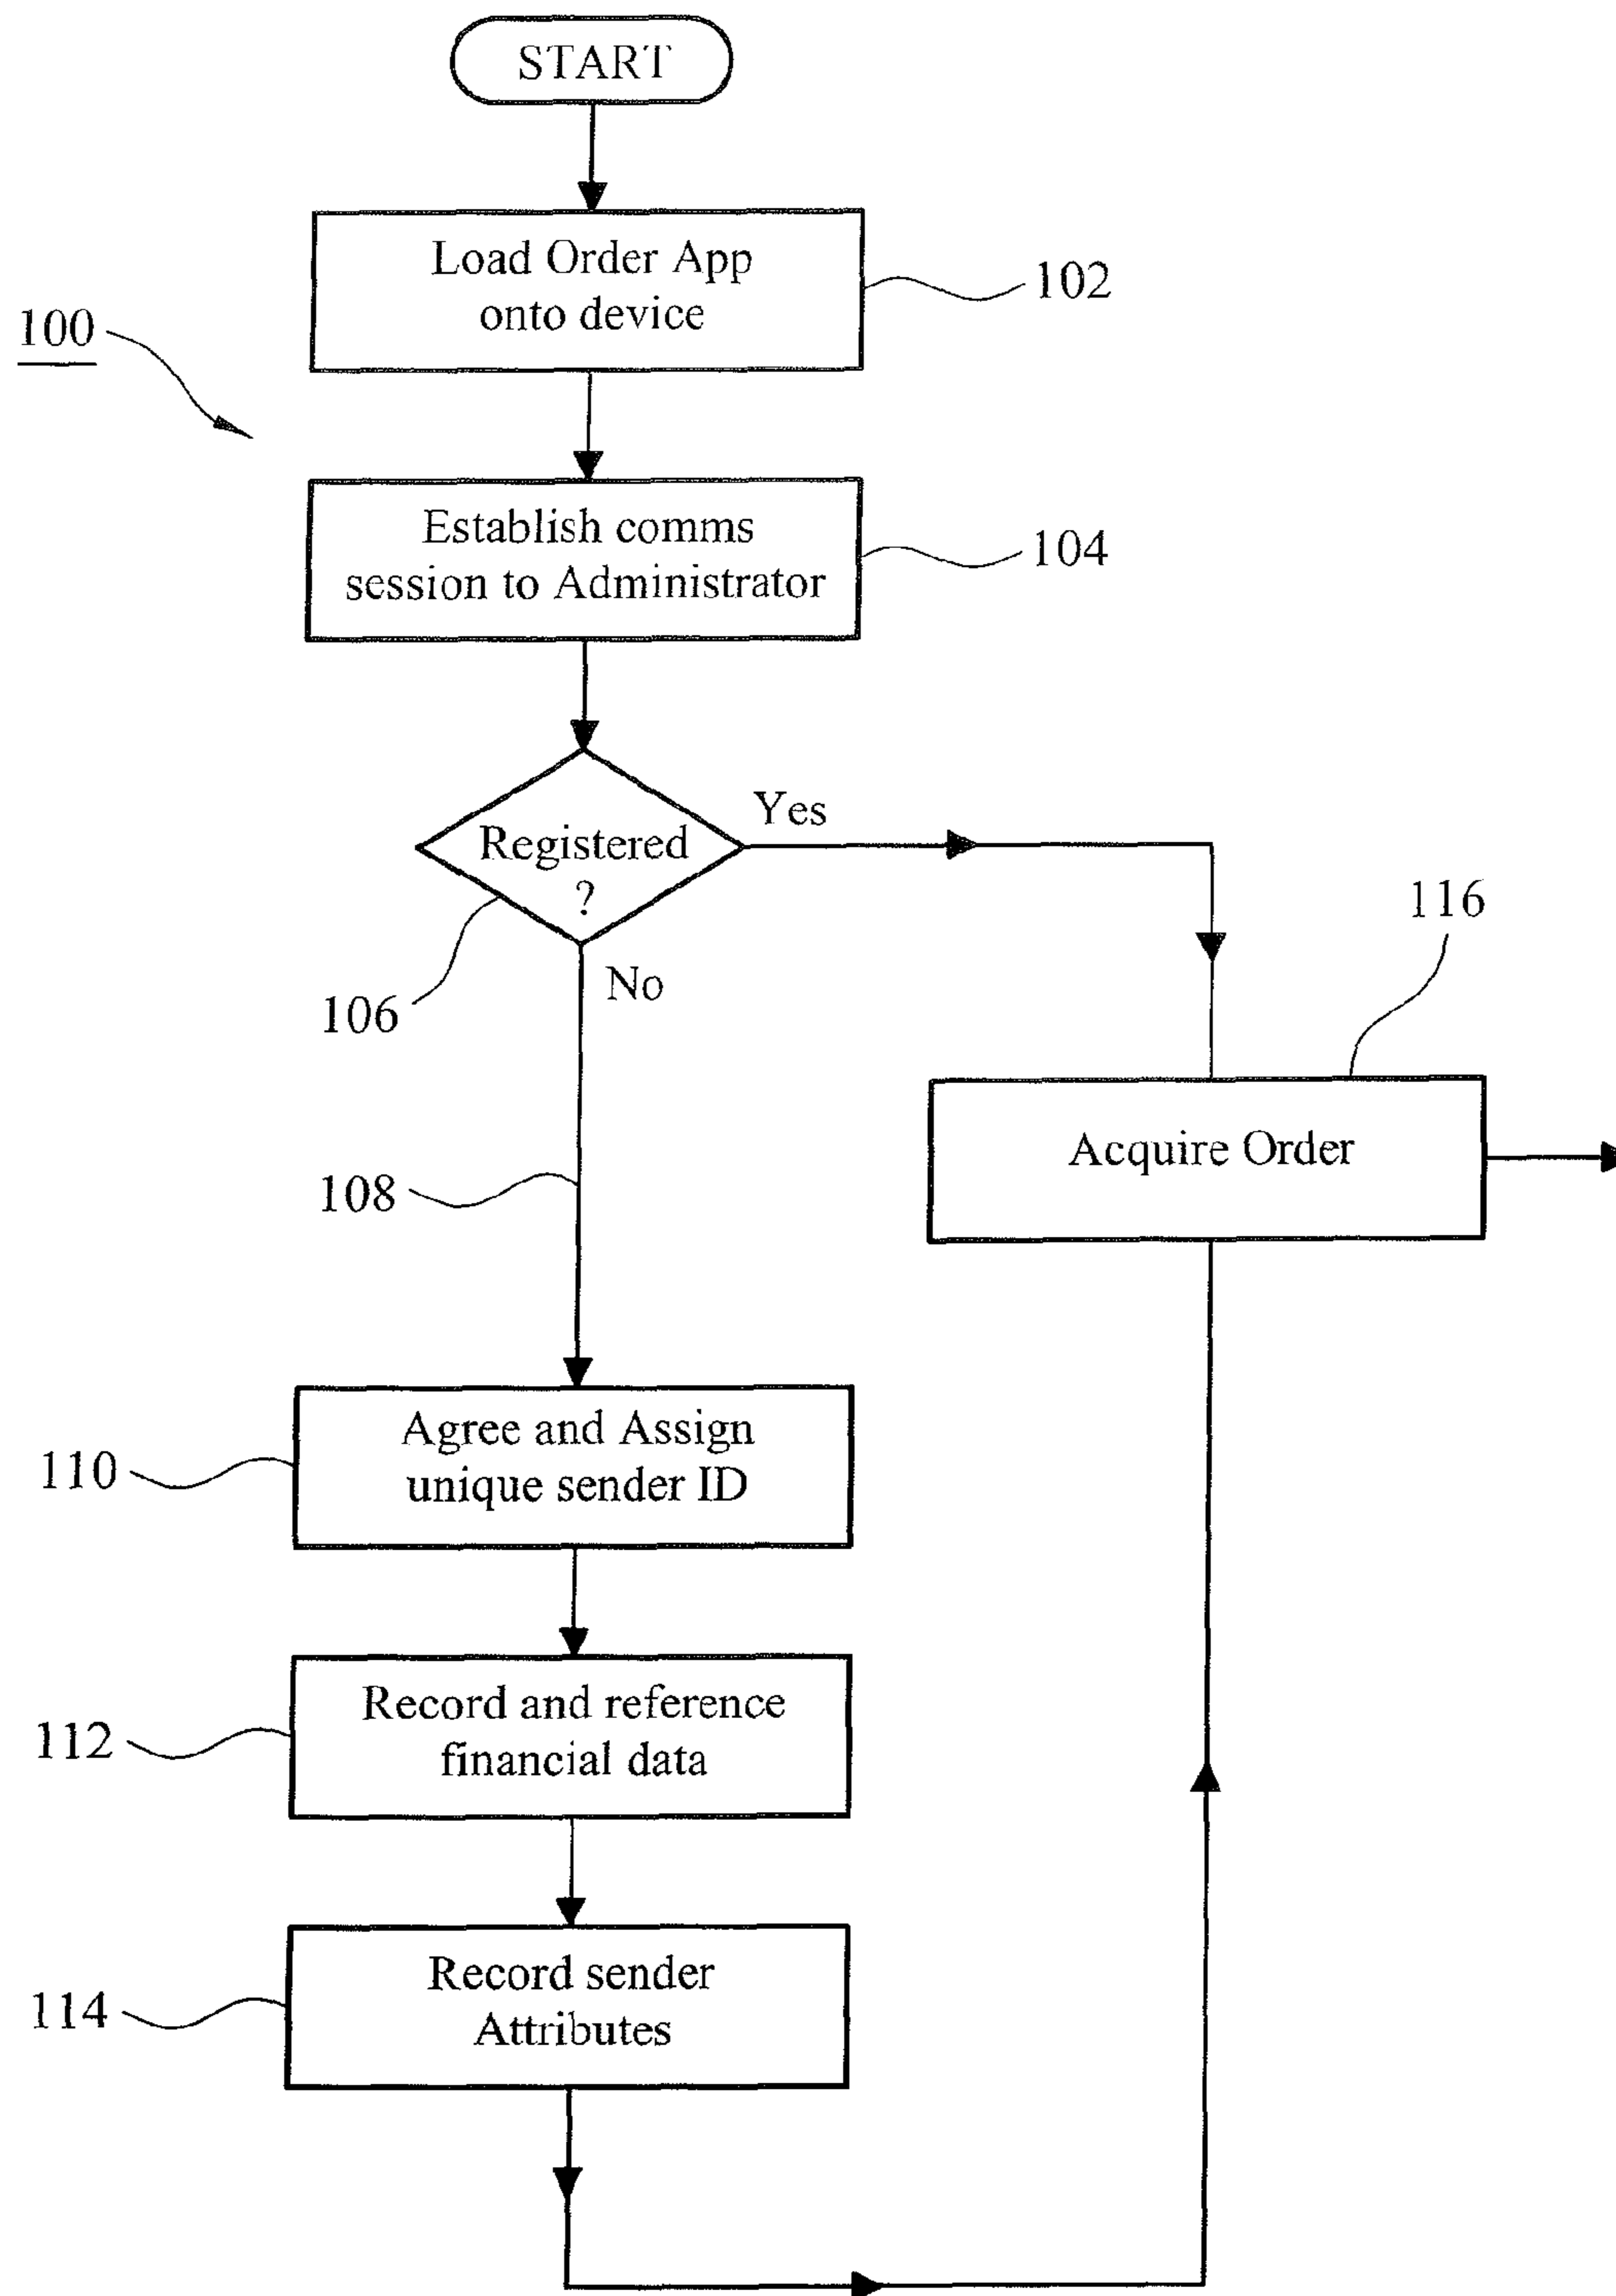 START
Load Order App
onto device
102
100
Establish comms
session to Administrator
104
Registered
?
Yes
No
106
116
Acquire Order
108
Agree and Assign
unique sender ID
110
Record and reference
financial data
112
Record sender
Attributes
114